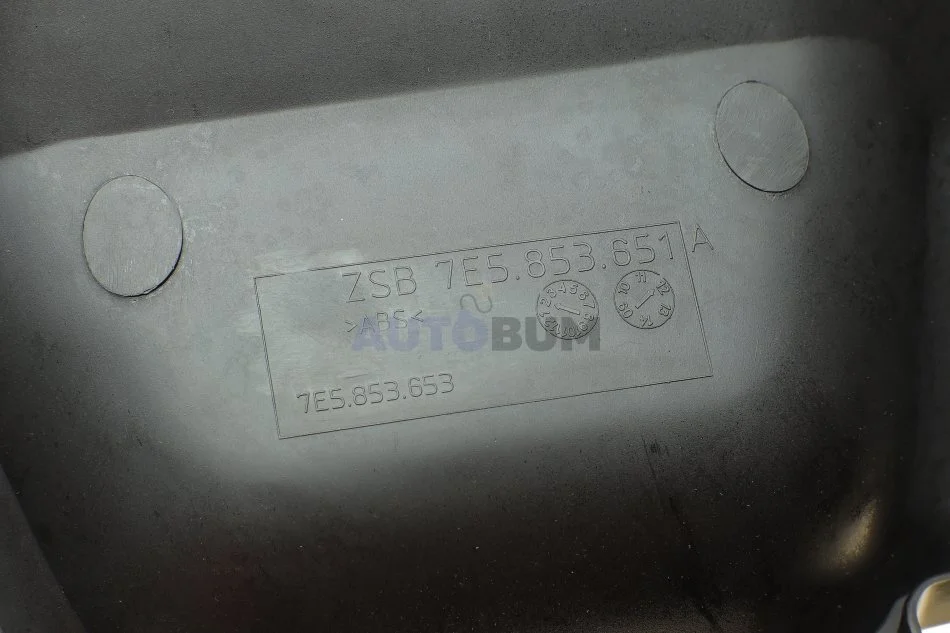 ZSB 7E5.853.651 A
>ABS<
AUTOBUM
7E5.853.653